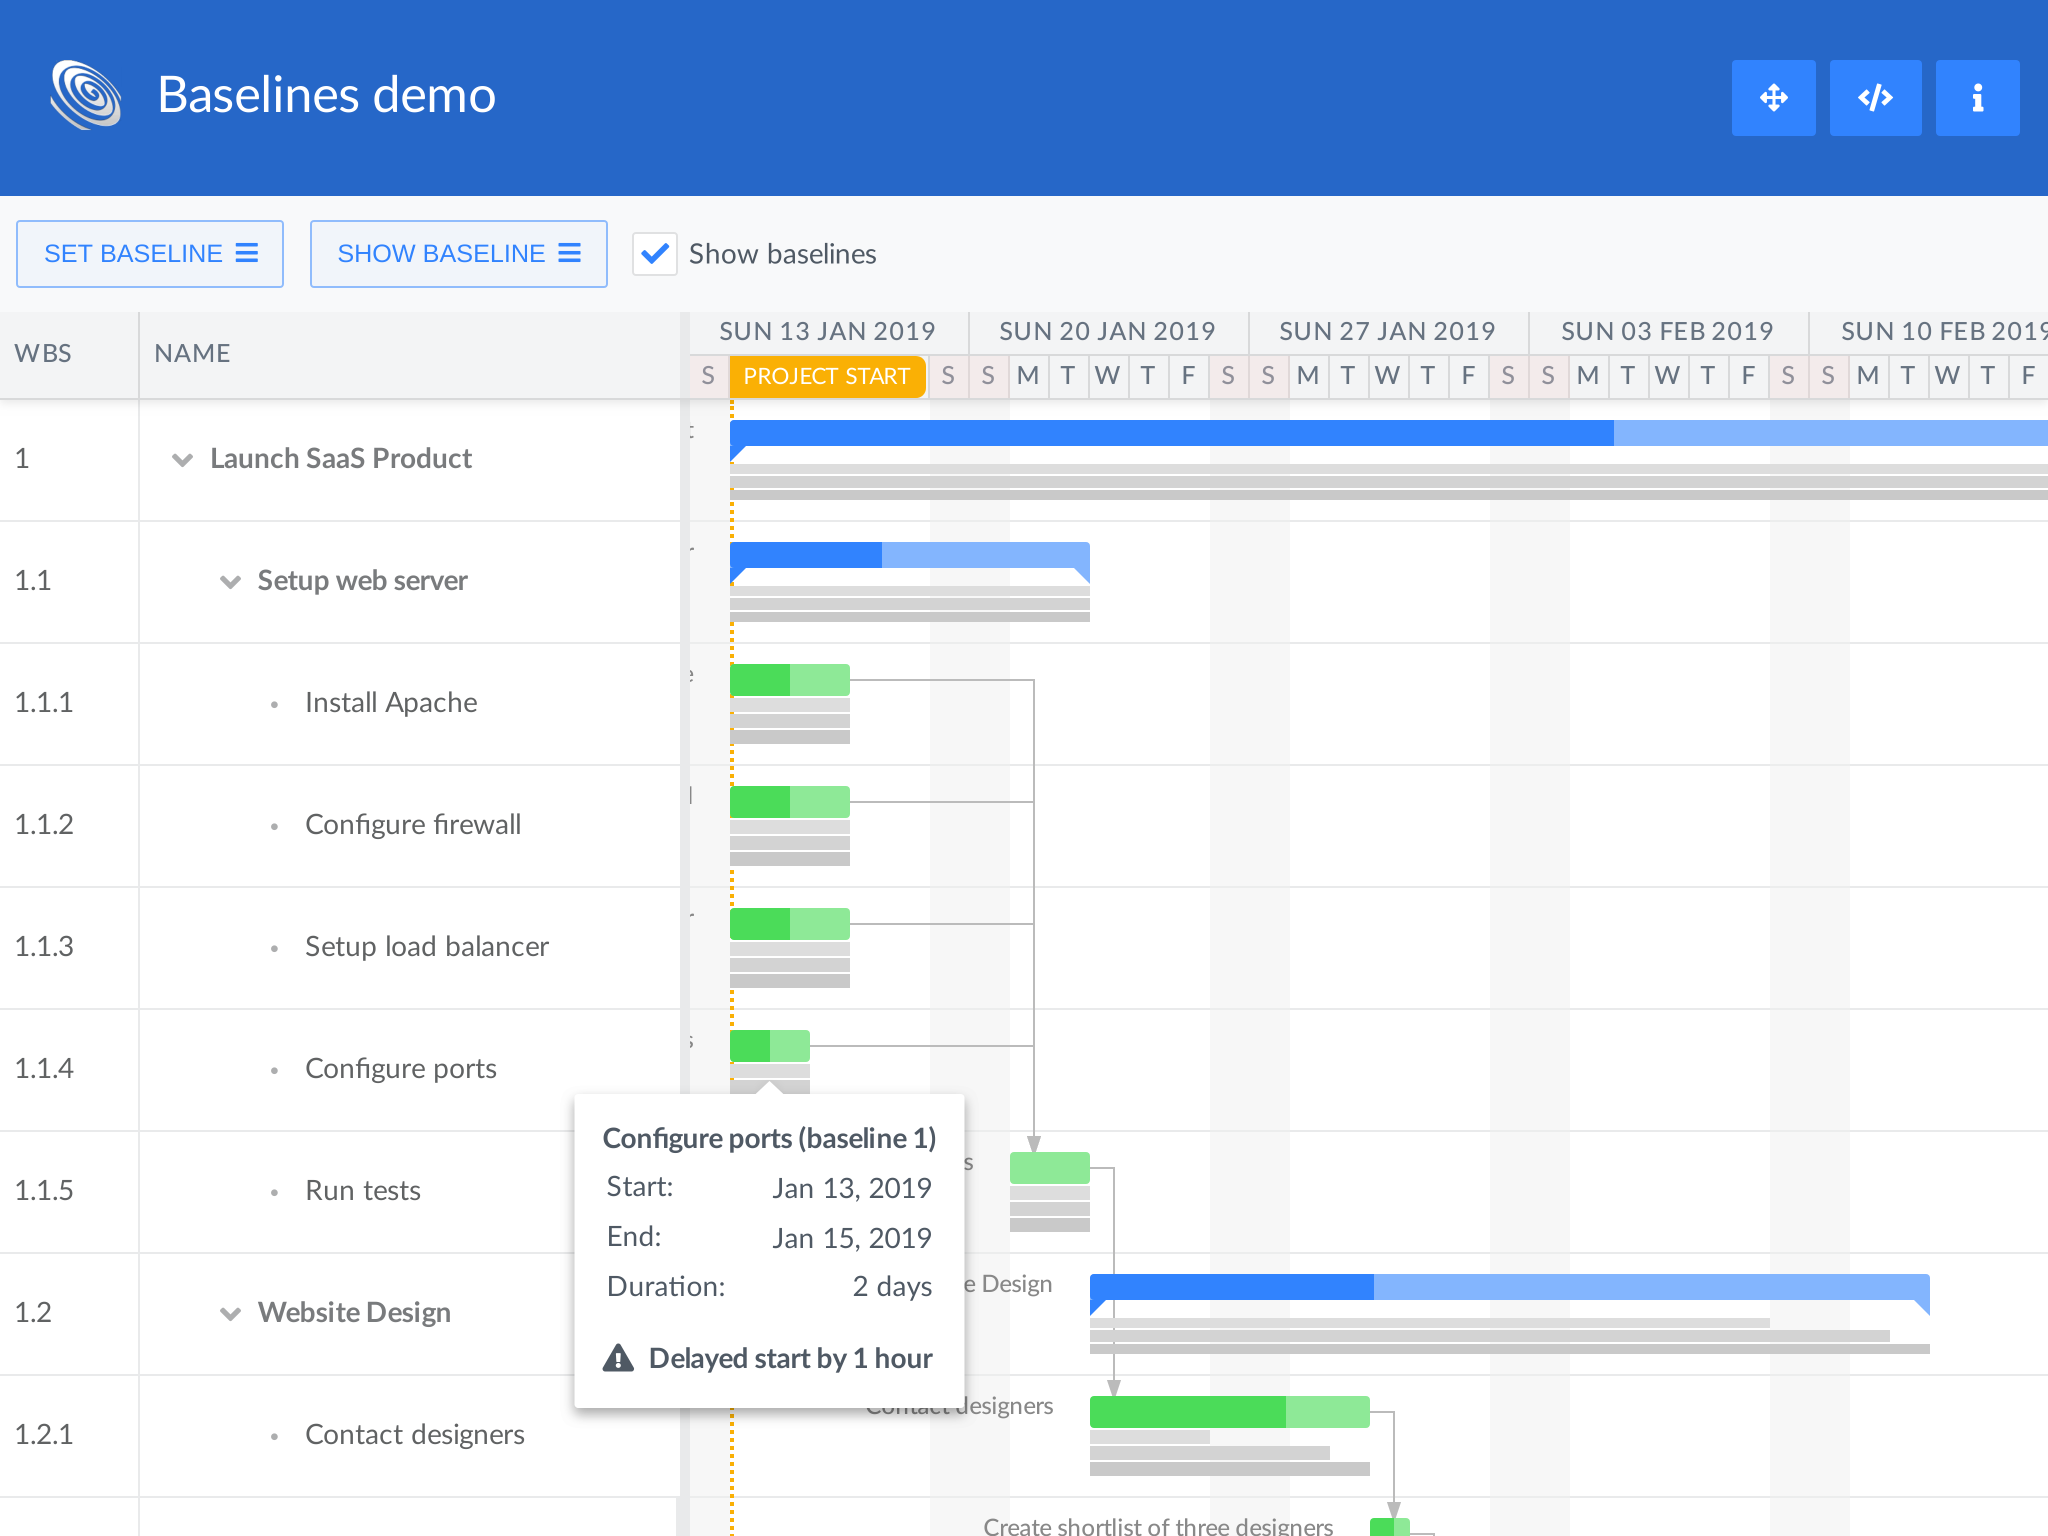 Baselines demo
SET BASELINE
SHOW BASELINE
Show baselines
WBS
NAME
SUN 13 JAN 2019
SUN 20 JAN 2019
SUN 27 JAN 2019
SUN 03 FEB 2019
SUN 10 FEB 2019
S PROJECT START S S M T W T F S S M T W T F S S M T W T F S S M T W T F
1 Launch SaaS Product
1.1 Setup web server
1.1.1 Install Apache
1.1.2 Configure firewall
1.1.3 Setup load balancer
1.1.4 Configure ports
Configure ports (baseline 1)
Start: Jan 13, 2019
End: Jan 15, 2019
Duration: 2 days
Delayed start by 1 hour
1.1.5 Run tests
1.2 Website Design
Design
1.2.1 Contact designers
Contact designers
Create shortlist of three designers